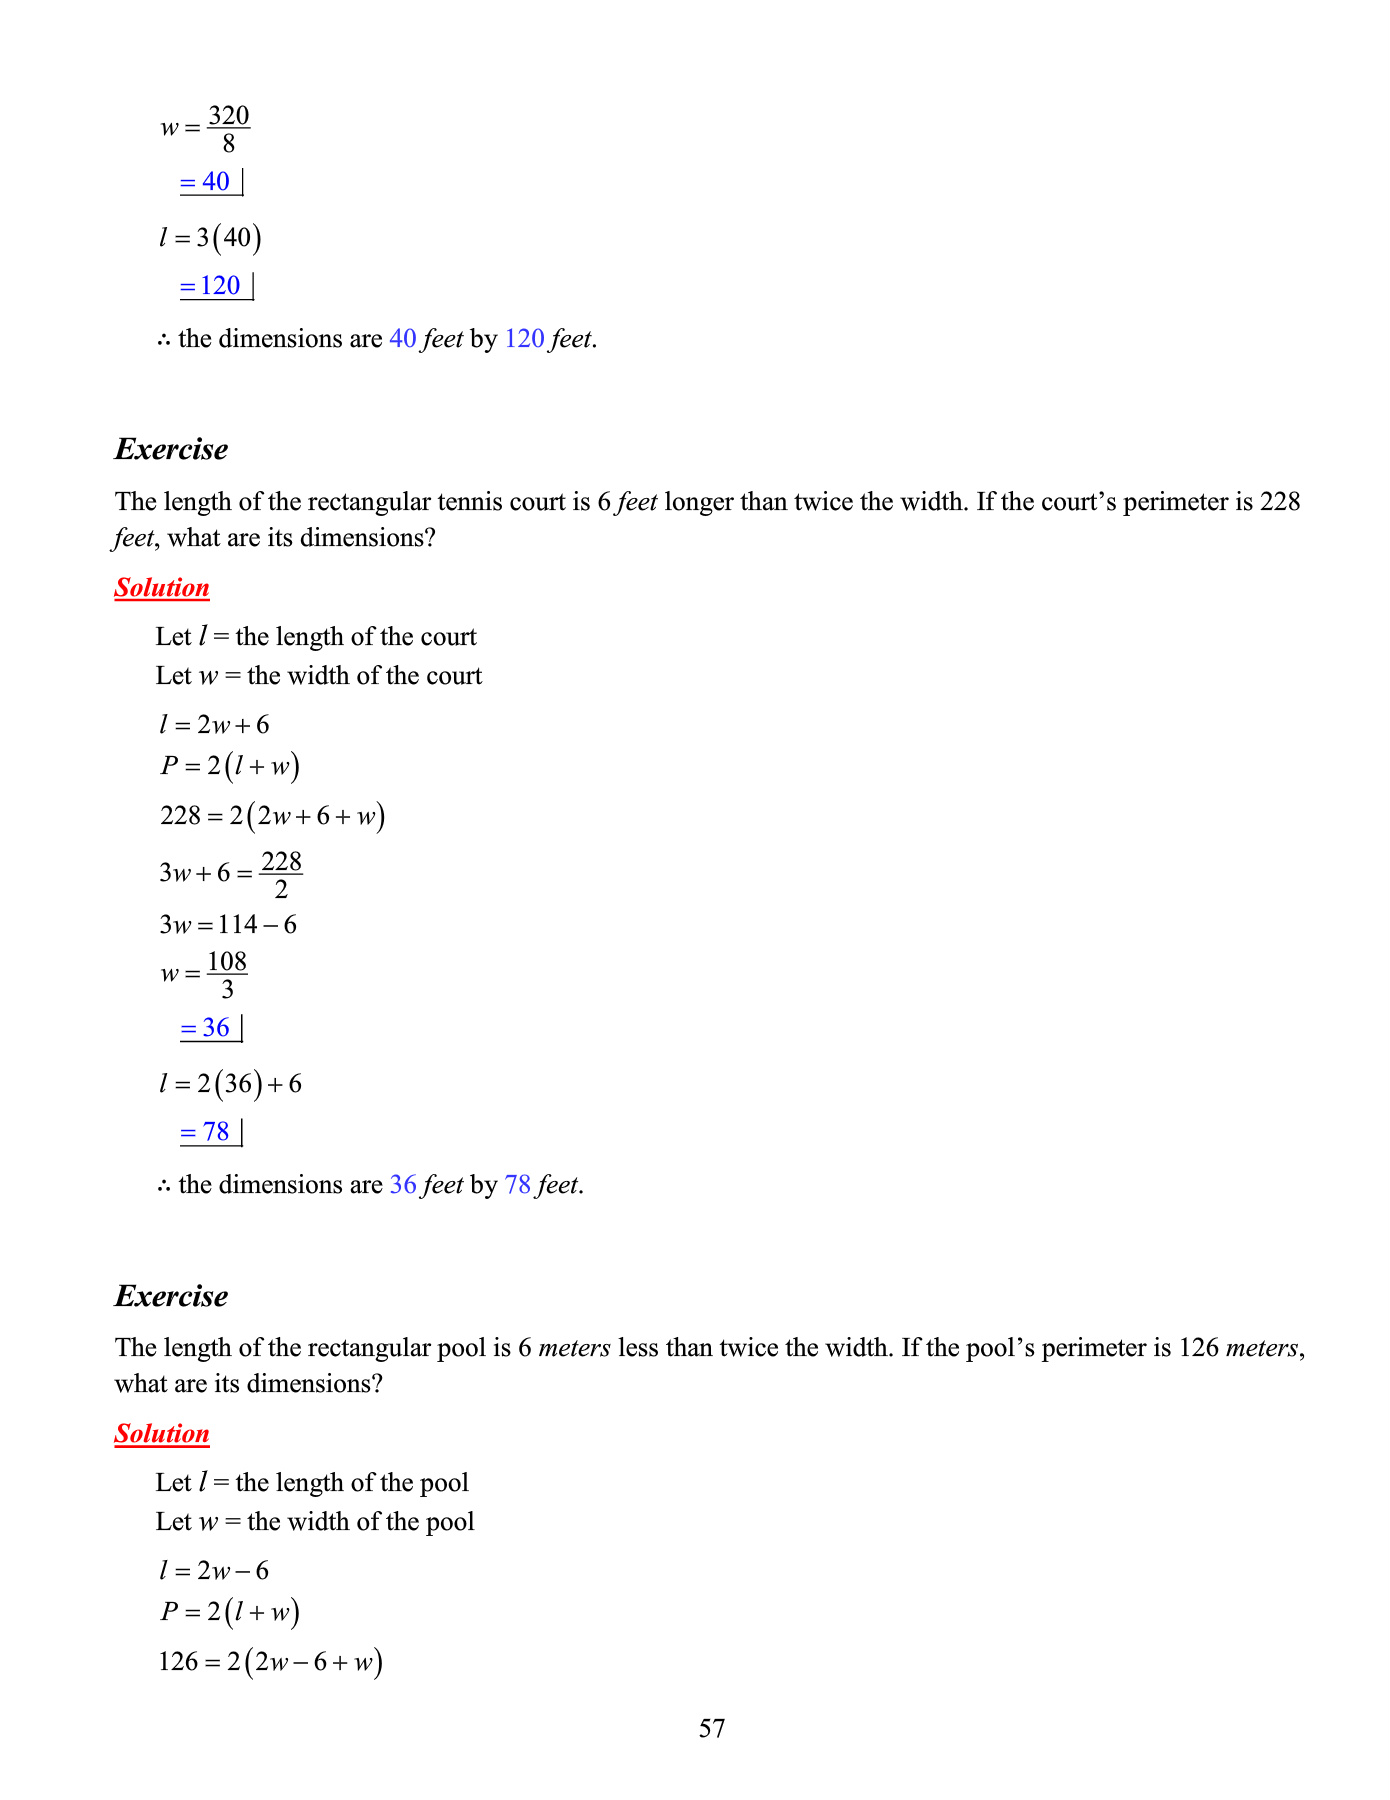 w = 320/8
= 40
l = 3(40)
= 120
∴ the dimensions are 40 feet by 120 feet.
Exercise
The length of the rectangular tennis court is 6 feet longer than twice the width. If the court’s perimeter is 228
feet, what are its dimensions?
Solution
Let l = the length of the court
Let w = the width of the court
l = 2w + 6
P = 2(l + w)
228 = 2(2w + 6 + w)
3w + 6 = 228/2
3w = 114 − 6
w = 108/3
= 36
l = 2(36) + 6
= 78
∴ the dimensions are 36 feet by 78 feet.
Exercise
The length of the rectangular pool is 6 meters less than twice the width. If the pool’s perimeter is 126 meters,
what are its dimensions?
Solution
Let l = the length of the pool
Let w = the width of the pool
l = 2w − 6
P = 2(l + w)
126 = 2(2w − 6 + w)
57